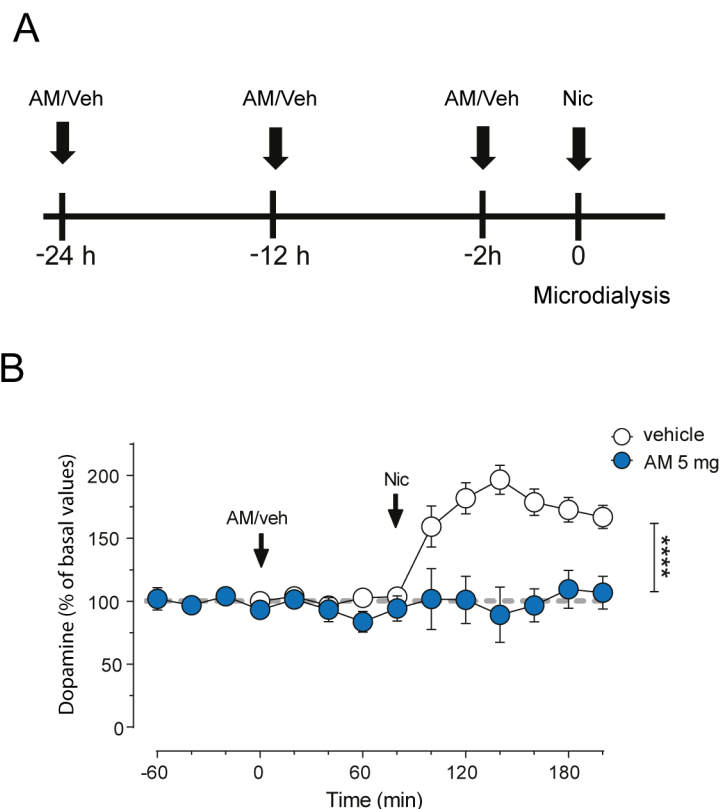 A
AM/Veh AM/Veh AM/Veh Nic
-24 h -12 h -2h 0
Microdialysis
B
vehicle
AM 5 mg
Dopamine (% of basal values)
200
150
100
50
0
AM/veh
Nic
****
-60 0 60 120 180
Time (min)